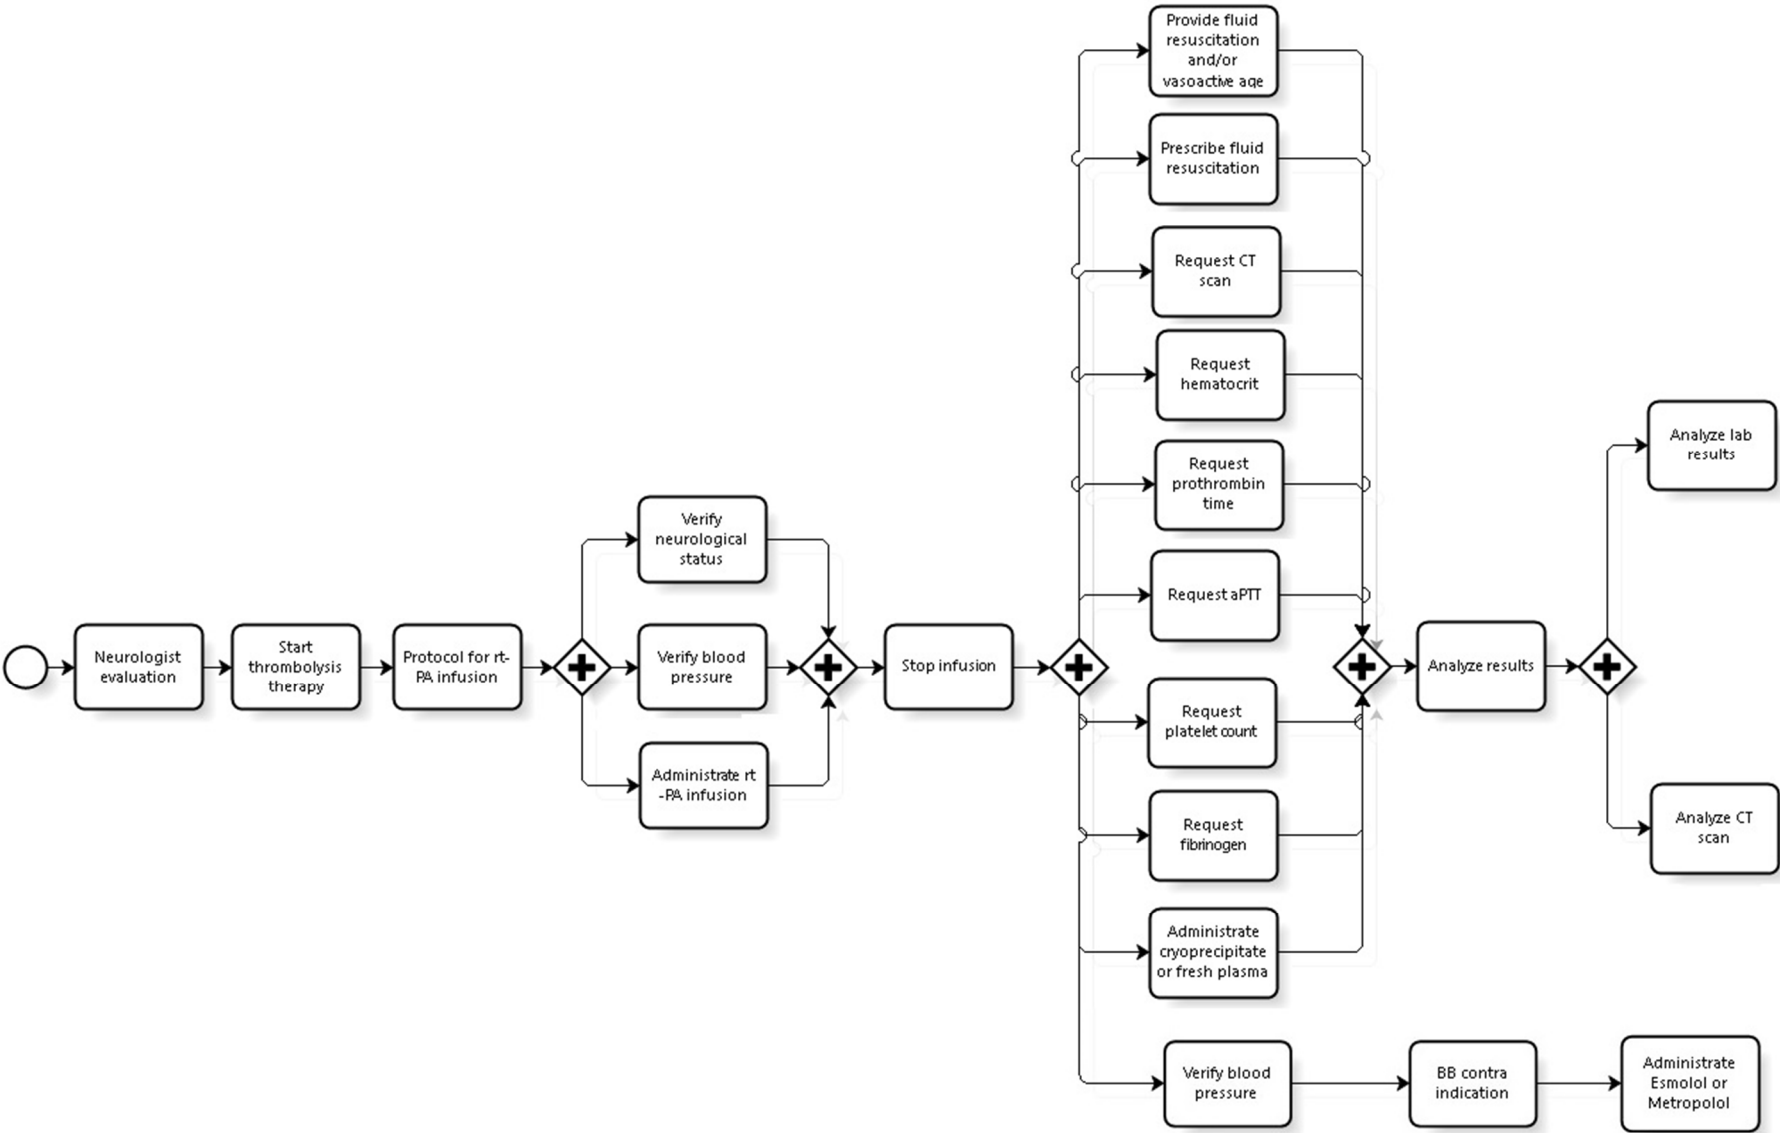 Neurologist
evaluation
Start
thrombolysis
therapy
Protocol for rt-
PA infusion
Verify
neurological
status
Verify blood
pressure
Administrate rt
-PA infusion
Stop infusion
Provide fluid
resuscitation
and/or
vasoactive age
Prescribe fluid
resuscitation
Request CT
scan
Request
hematocrit
Request
prothrombin
time
Request aPTT
Request
platelet count
Request
fibrinogen
Administrate
cryoprecipitate
or fresh plasma
Verify blood
pressure
BB contra
indication
Administrate
Esmolol or
Metropolol
Analyze results
Analyze lab
results
Analyze CT
scan